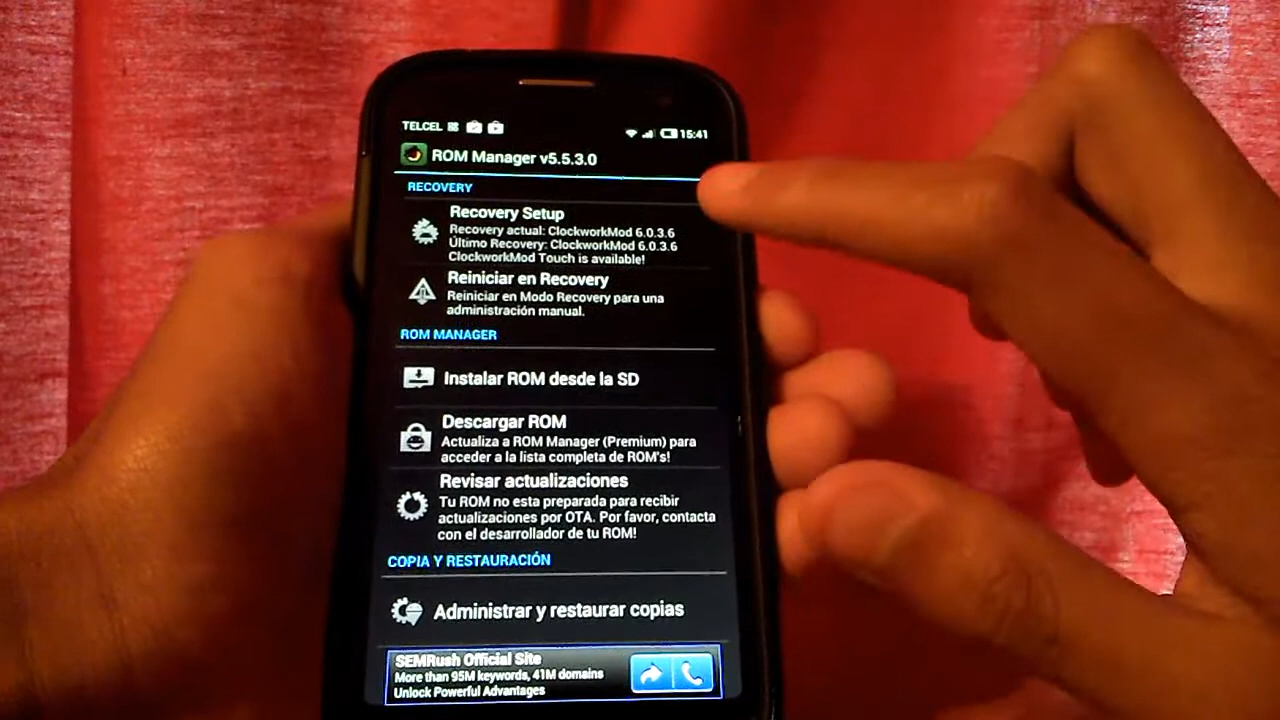 TELCEL 15:41
ROM Manager v5.5.3.0
RECOVERY
Recovery Setup
Recovery actual: ClockworkMod 6.0.3.6
Último Recovery: ClockworkMod 6.0.3.6
ClockworkMod Touch is available!
Reiniciar en Recovery
Reiniciar en Modo Recovery para una
administración manual.
ROM MANAGER
Instalar ROM desde la SD
Descargar ROM
Actualiza a ROM Manager (Premium) para
acceder a la lista completa de ROM's!
Revisar actualizaciones
Tu ROM no esta preparada para recibir
actualizaciones por OTA. Por favor, contacta
con el desarrollador de tu ROM!
COPIA Y RESTAURACIÓN
Administrar y restaurar copias
SEMRush Official Site
More than 95M keywords, 41M domains
Unlock Powerful Advantages